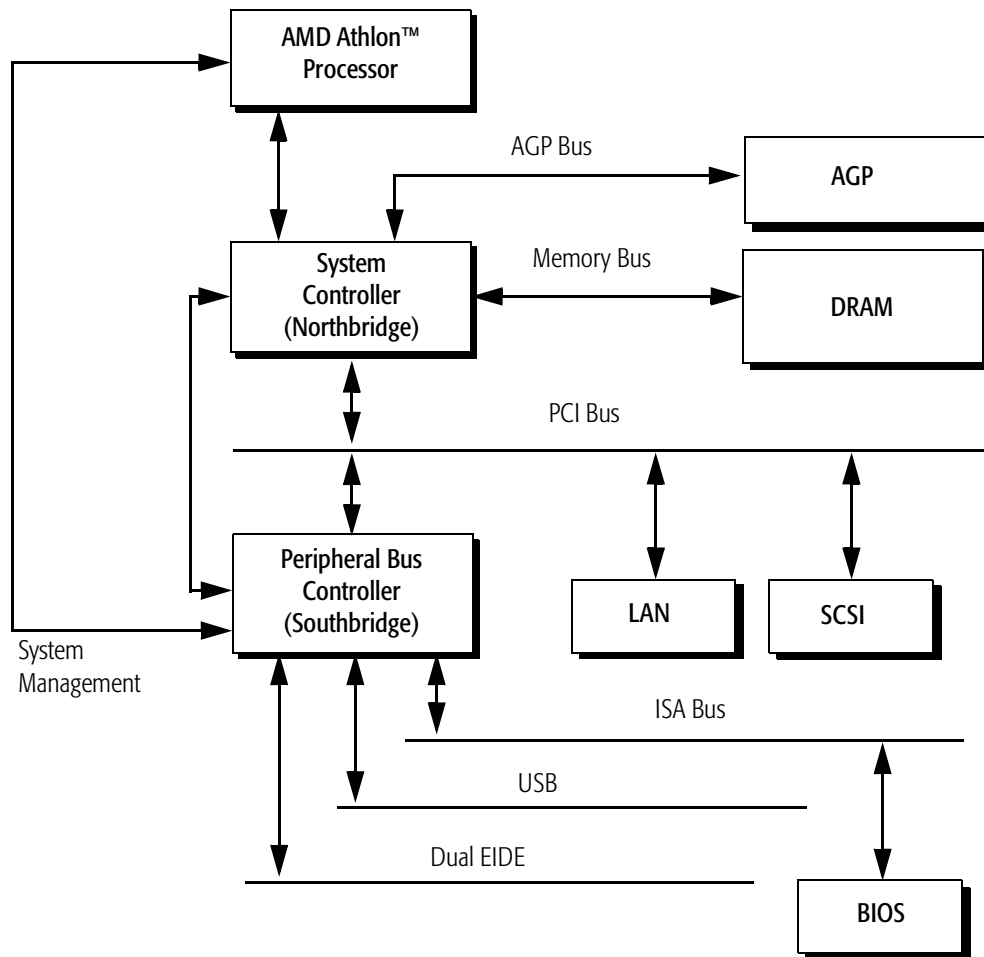 AMD Athlon™
Processor
AGP Bus
AGP
System
Controller
(Northbridge)
Memory Bus
DRAM
PCI Bus
Peripheral Bus
Controller
(Southbridge)
LAN
SCSI
System
Management
ISA Bus
USB
Dual EIDE
BIOS